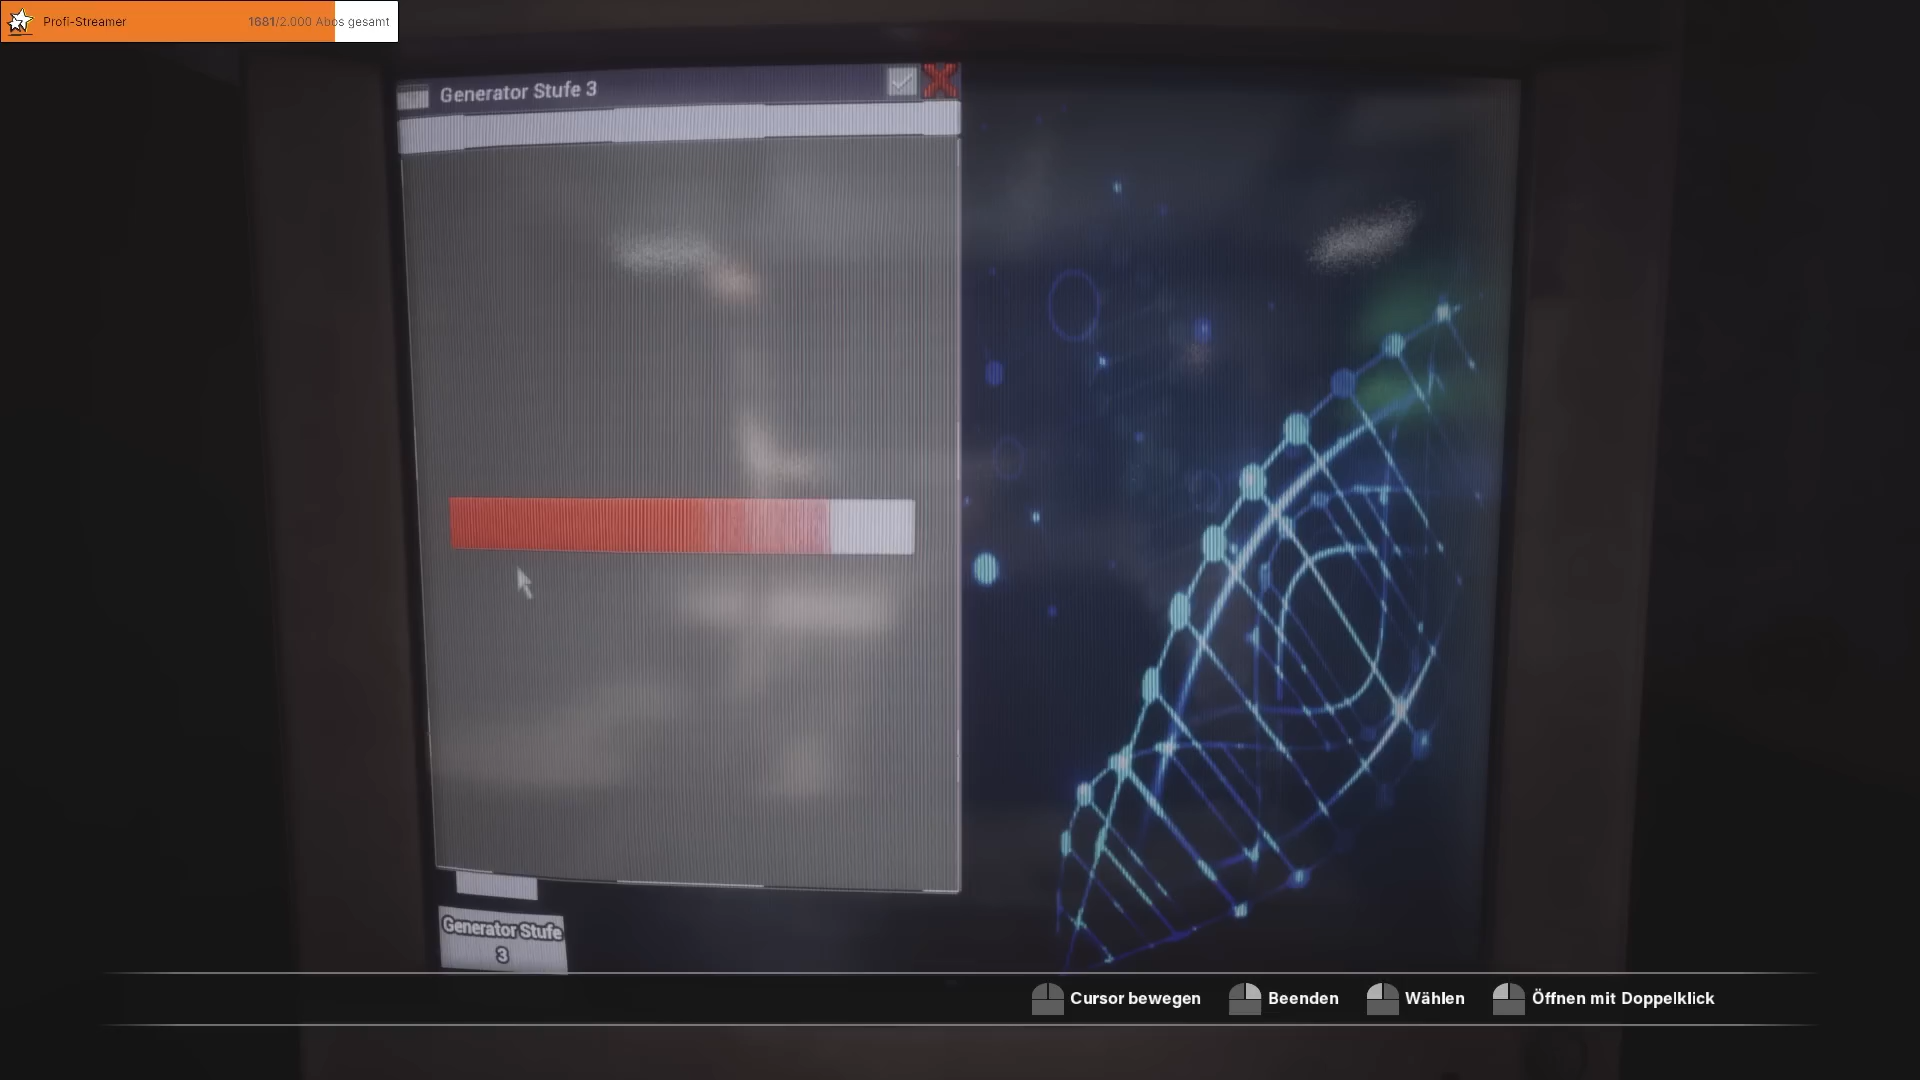 Profi-Streamer
1681/2.000 Abos gesamt
Generator Stufe 3
Generator Stufe
3
Cursor bewegen
Beenden
Wählen
Öffnen mit Doppelklick